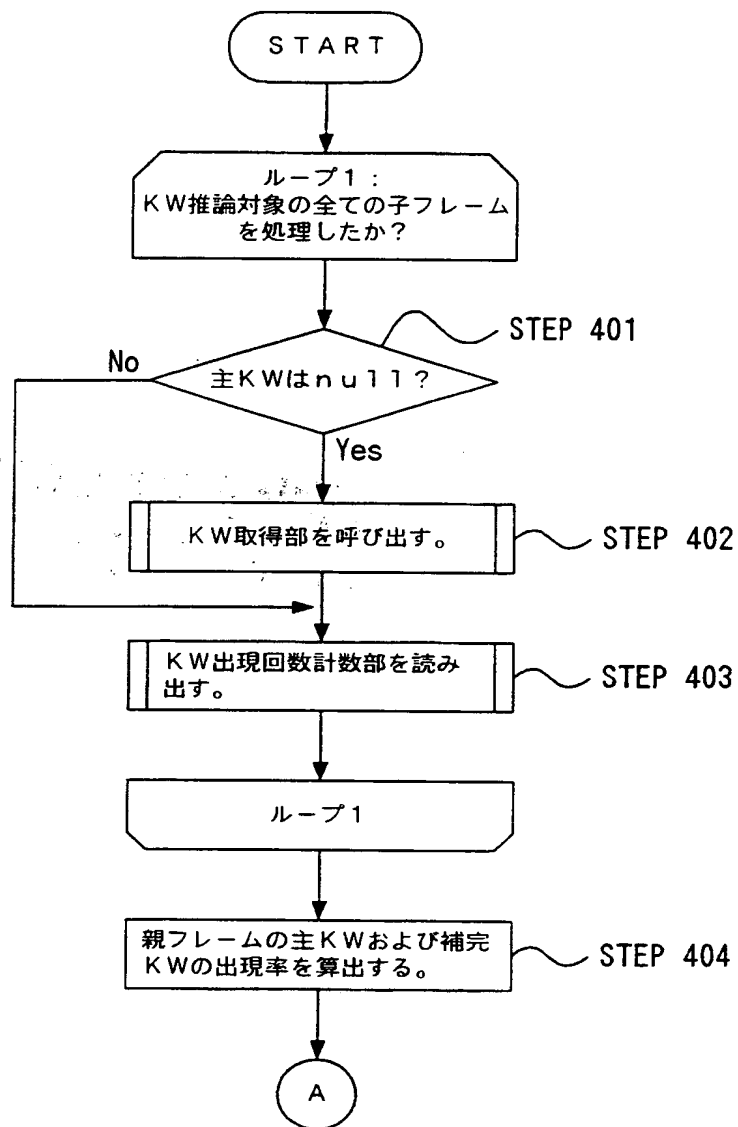 START
ループ1：
KW推論対象の全ての子フレーム
を処理したか？
STEP 401
No
主KWはnull？
Yes
KW取得部を呼び出す。
STEP 402
KW出現回数計数部を読み
出す。
STEP 403
ループ1
親フレームの主KWおよび補完
KWの出現率を算出する。
STEP 404
A